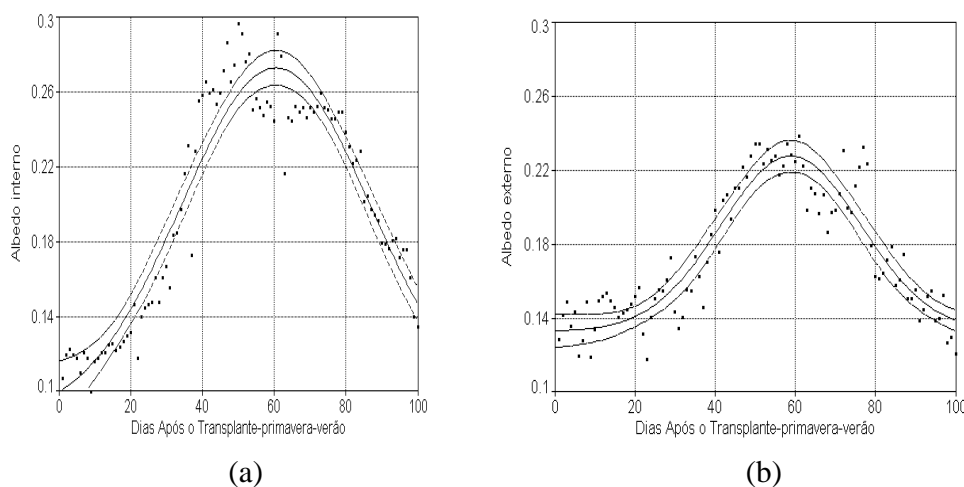 0.3
0.26
0.22
0.18
0.14
0.1
Albedo interno
0 20 40 60 80 100
Dias Após o Transplante-primavera-verão
(a)
0.3
0.26
0.22
0.18
0.14
0.1
Albedo externo
0 20 40 60 80 100
Dias Após o Transplante-primavera-verão
(b)